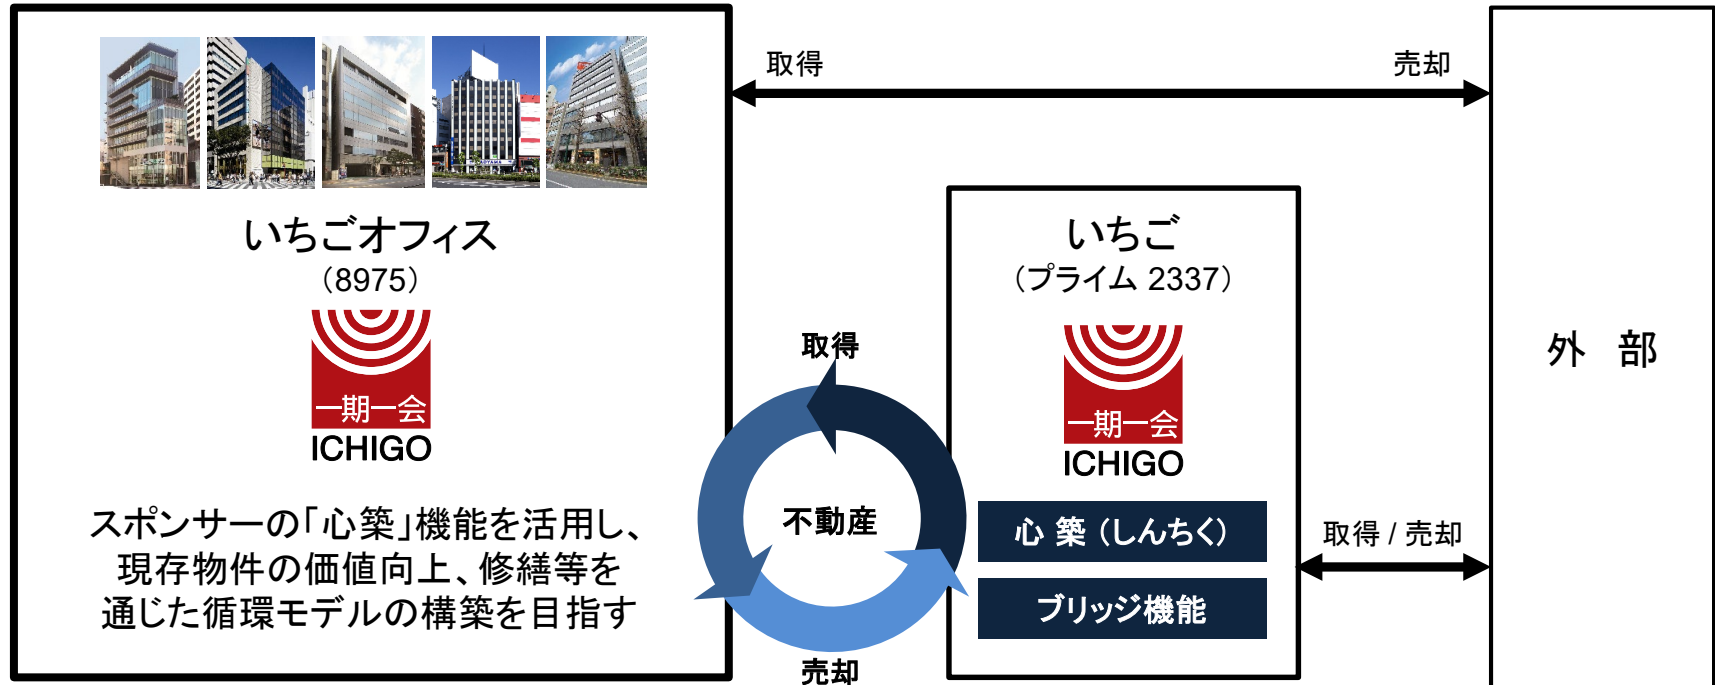 取得
売却
いちごオフィス
（8975）
一期一会
ICHIGO
スポンサーの「心築」機能を活用し、
現存物件の価値向上、修繕等を
通じた循環モデルの構築を目指す
取得
不動産
売却
いちご
（プライム 2337）
一期一会
ICHIGO
心 築 （しんちく）
ブリッジ機能
取得 / 売却
外 部